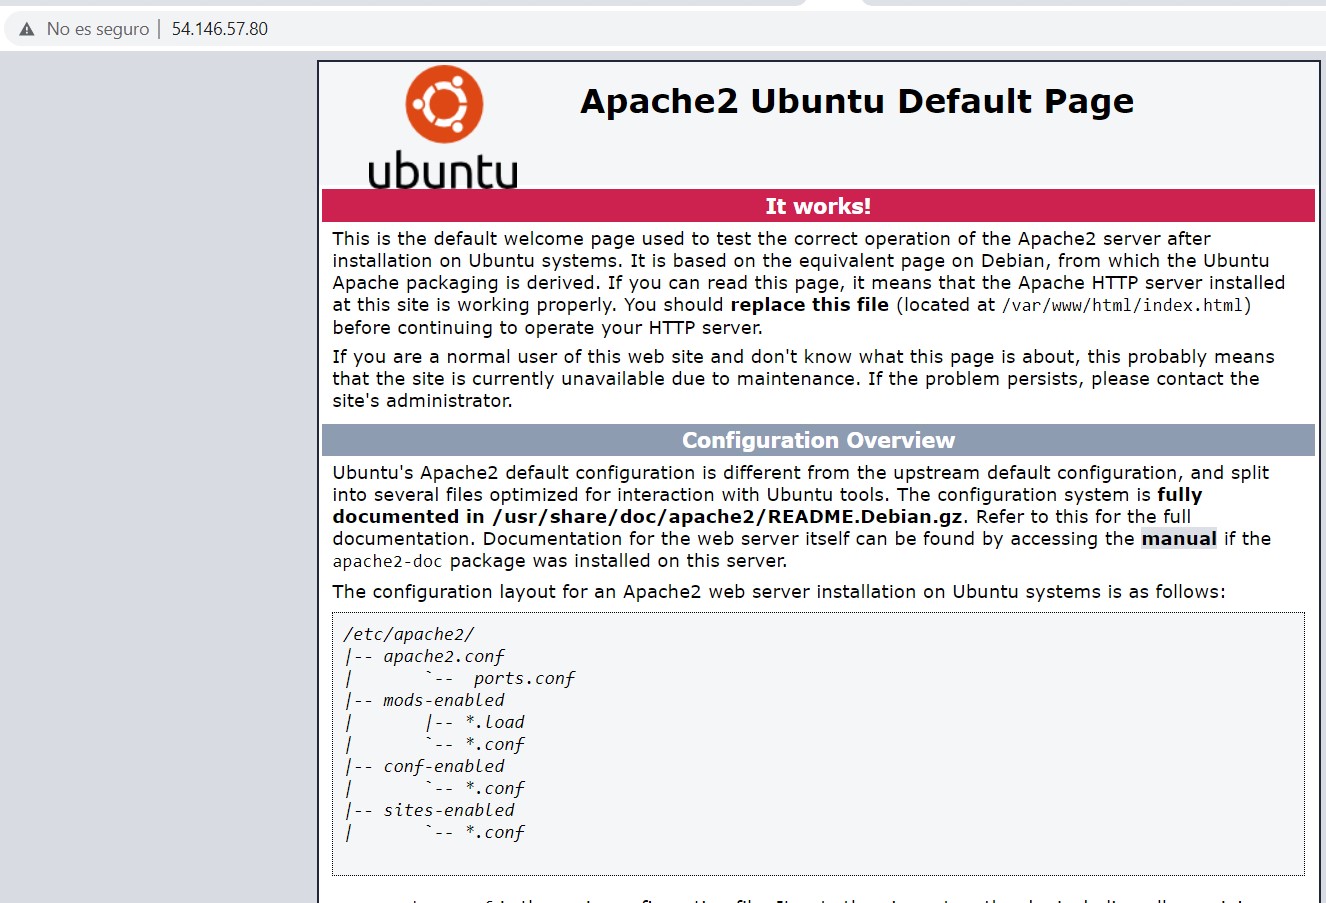 No es seguro | 54.146.57.80
ubuntu
Apache2 Ubuntu Default Page
It works!
This is the default welcome page used to test the correct operation of the Apache2 server after
installation on Ubuntu systems. It is based on the equivalent page on Debian, from which the Ubuntu
Apache packaging is derived. If you can read this page, it means that the Apache HTTP server installed
at this site is working properly. You should replace this file (located at /var/www/html/index.html)
before continuing to operate your HTTP server.
If you are a normal user of this web site and don't know what this page is about, this probably means
that the site is currently unavailable due to maintenance. If the problem persists, please contact the
site's administrator.
Configuration Overview
Ubuntu's Apache2 default configuration is different from the upstream default configuration, and split
into several files optimized for interaction with Ubuntu tools. The configuration system is fully
documented in /usr/share/doc/apache2/README.Debian.gz. Refer to this for the full
documentation. Documentation for the web server itself can be found by accessing the manual if the
apache2-doc package was installed on this server.
The configuration layout for an Apache2 web server installation on Ubuntu systems is as follows:
/etc/apache2/
|-- apache2.conf
|       `--  ports.conf
|-- mods-enabled
|       |-- *.load
|       `-- *.conf
|-- conf-enabled
|       `-- *.conf
|-- sites-enabled
|       `-- *.conf